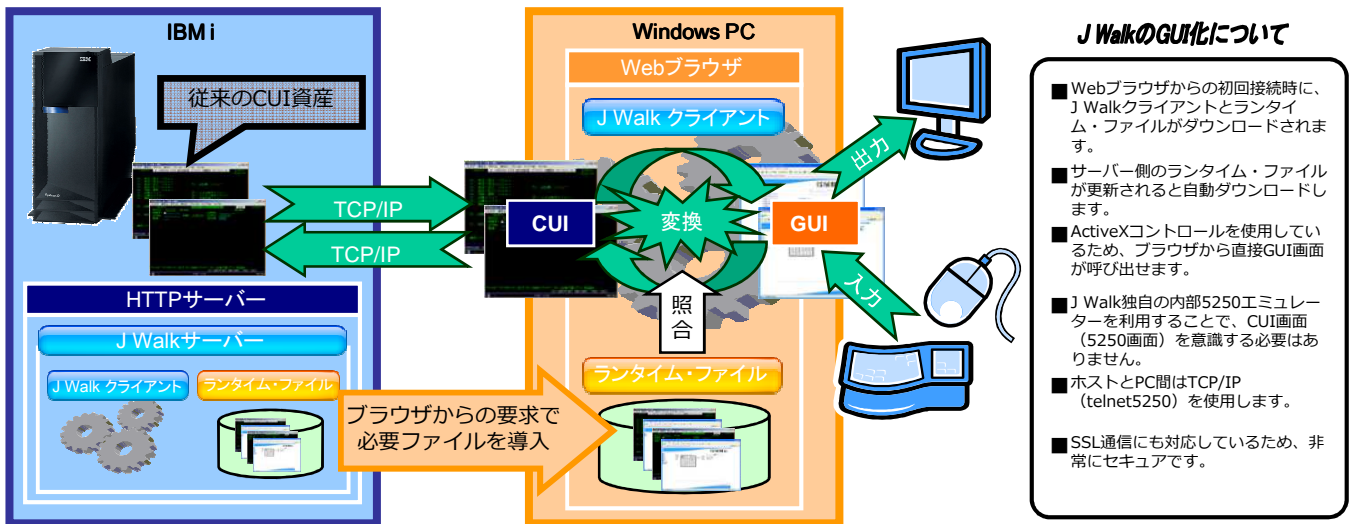 IBM i
従来のCUI資産
IBM
TCP/IP
TCP/IP
HTTPサーバー
J Walkサーバー
J Walk クライアント
ランタイム・ファイル
ブラウザからの要求で
必要ファイルを導入
Windows PC
Webブラウザ
J Walk クライアント
CUI
変換
GUI
照
合
ランタイム・ファイル
出力
入力
J WalkのGUI化について
■Webブラウザからの初回接続時に、
J Walkクライアントとランタイ
ム・ファイルがダウンロードされま
す。
■サーバー側のランタイム・ファイル
が更新されると自動ダウンロードし
ます。
■ActiveXコントロールを使用してい
るため、ブラウザから直接GUI画面
が呼び出せます。
■J Walk独自の内部5250エミュレー
ターを利用することで、CUI画面
（5250画面）を意識する必要はあ
りません。
■ホストとPC間はTCP/IP
（telnet5250）を使用します。
■SSL通信にも対応しているため、非
常にセキュアです。